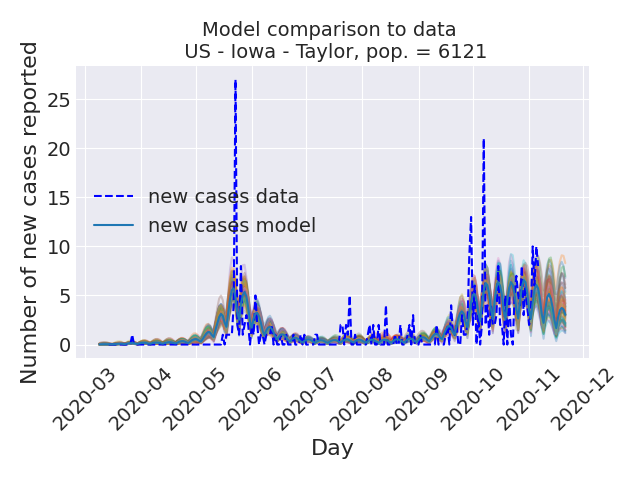 Model comparison to data
US - Iowa - Taylor, pop. = 6121
Number of new cases reported
25
20
15
10
5
0
new cases data
new cases model
2020-03
2020-04
2020-05
2020-06
2020-07
2020-08
2020-09
2020-10
2020-11
2020-12
Day